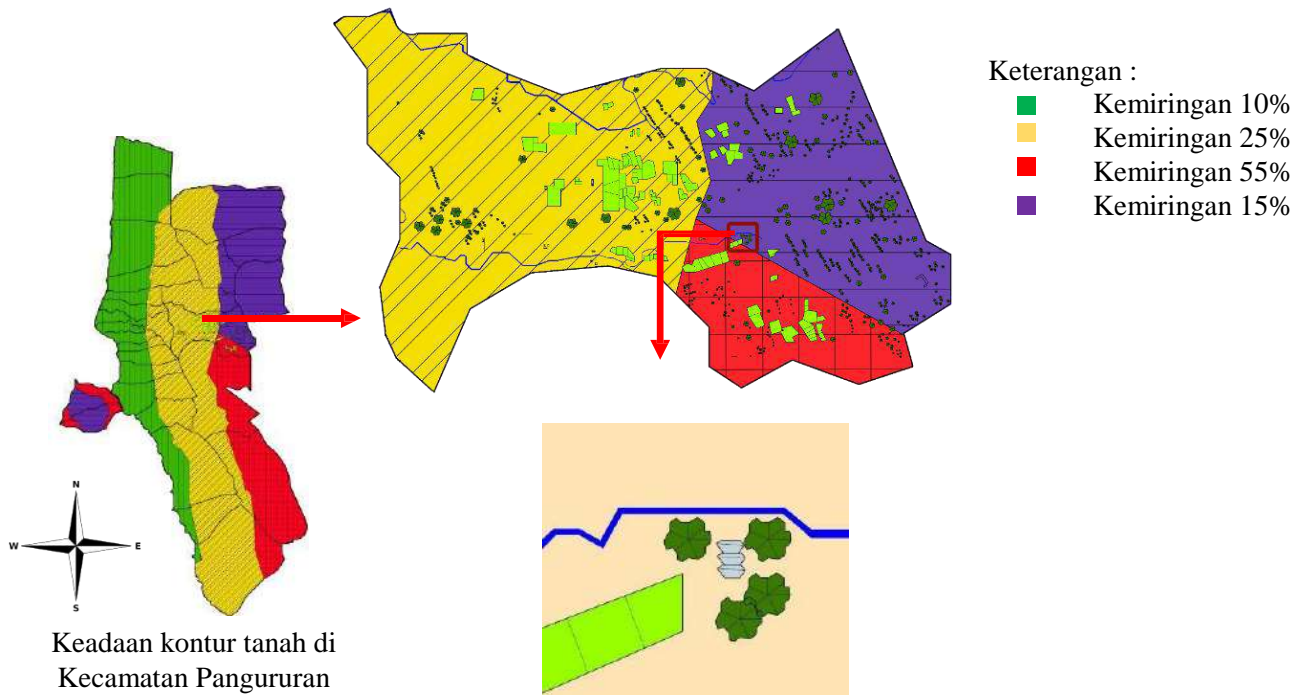 Keterangan :
Kemiringan 10%
Kemiringan 25%
Kemiringan 55%
Kemiringan 15%
N
W
E
S
Keadaan kontur tanah di
Kecamatan Pangururan